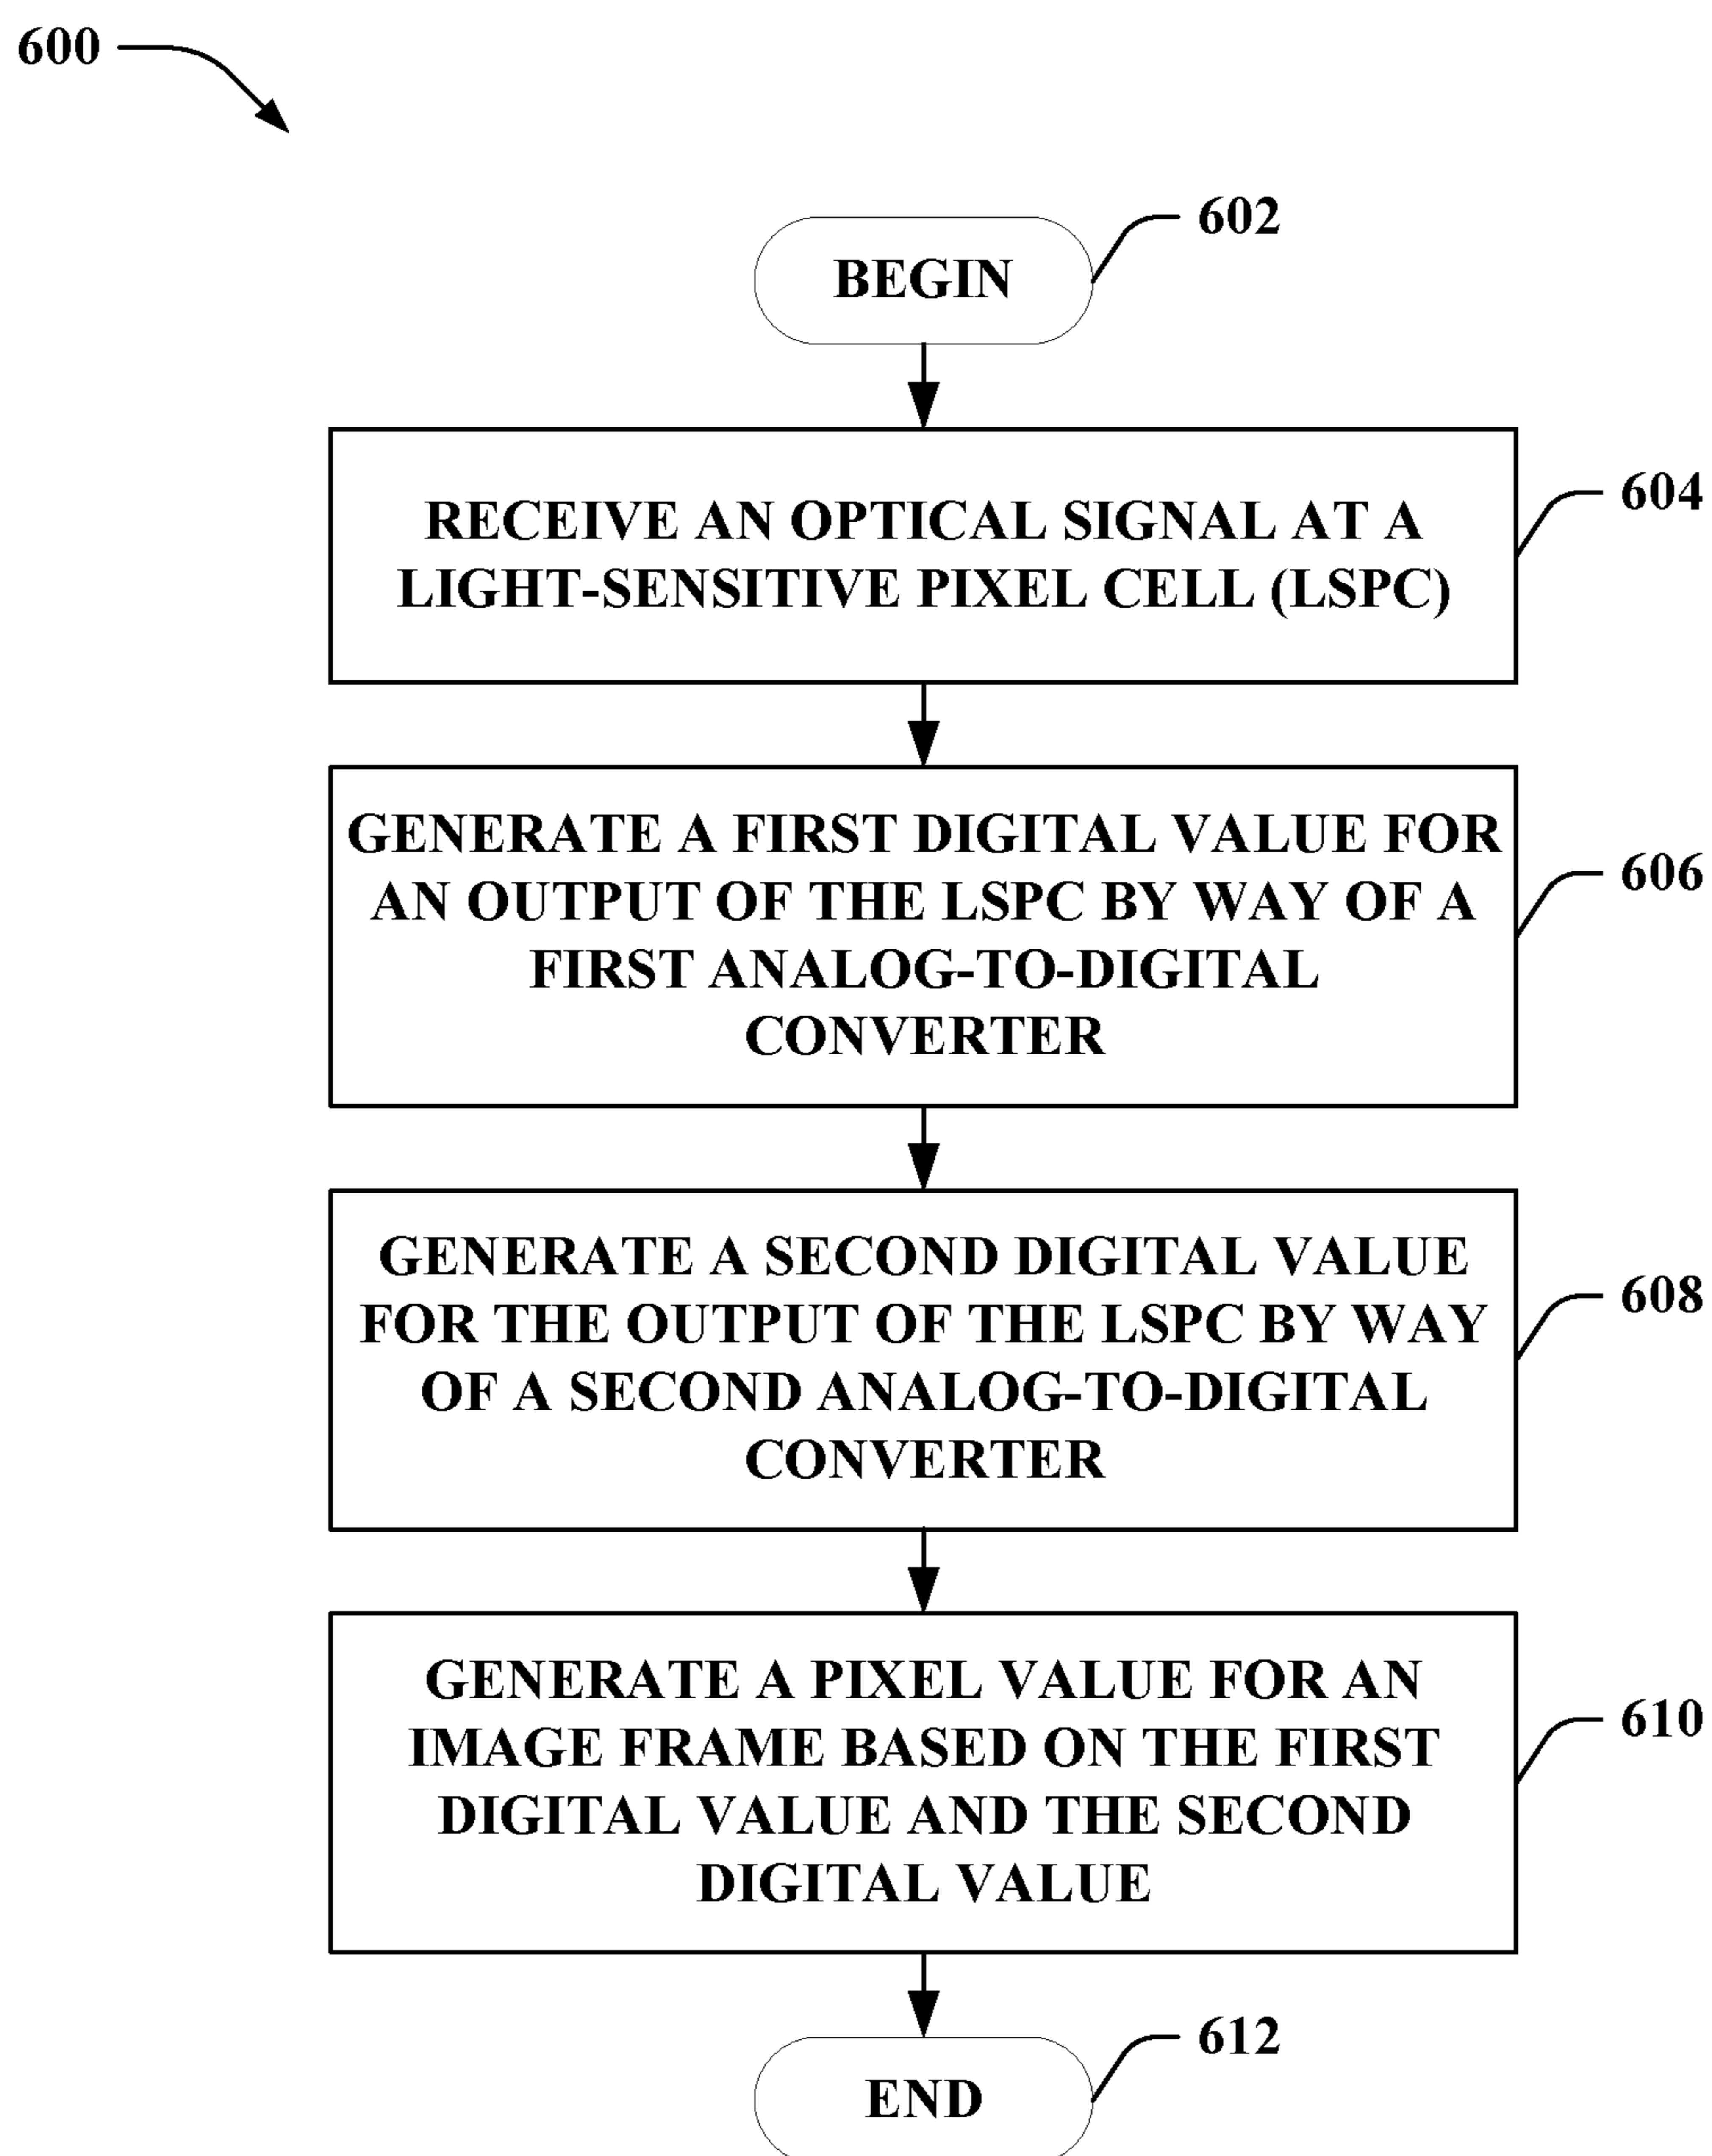 600
602
BEGIN
604
RECEIVE AN OPTICAL SIGNAL AT A
LIGHT-SENSITIVE PIXEL CELL (LSPC)
606
GENERATE A FIRST DIGITAL VALUE FOR
AN OUTPUT OF THE LSPC BY WAY OF A
FIRST ANALOG-TO-DIGITAL
CONVERTER
608
GENERATE A SECOND DIGITAL VALUE
FOR THE OUTPUT OF THE LSPC BY WAY
OF A SECOND ANALOG-TO-DIGITAL
CONVERTER
610
GENERATE A PIXEL VALUE FOR AN
IMAGE FRAME BASED ON THE FIRST
DIGITAL VALUE AND THE SECOND
DIGITAL VALUE
612
END